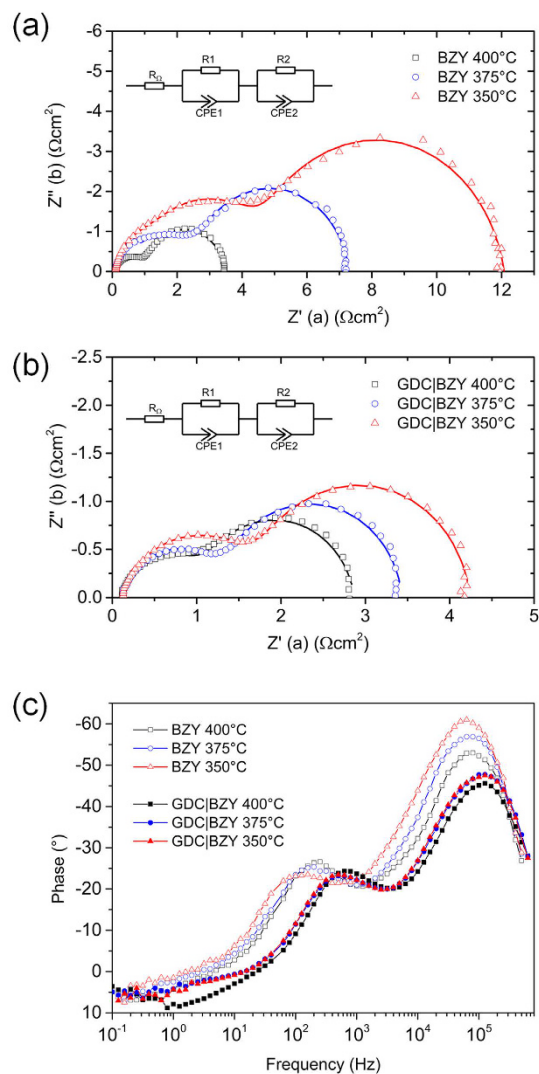 (a)
-6
-5
-4
-3
-2
-1
0
Z'' (b) (Ωcm²)
R1
R2
RΩ
CPE1
CPE2
BZY 400°C
BZY 375°C
BZY 350°C
0
2
4
6
8
10
12
Z' (a) (Ωcm²)
(b)
-2.5
-2.0
-1.5
-1.0
-0.5
0.0
Z'' (b) (Ωcm²)
R1
R2
RΩ
CPE1
CPE2
GDC|BZY 400°C
GDC|BZY 375°C
GDC|BZY 350°C
0
1
2
3
4
5
Z' (a) (Ωcm²)
(c)
-60
-50
-40
-30
-20
-10
0
10
Phase (°)
BZY 400°C
BZY 375°C
BZY 350°C
GDC|BZY 400°C
GDC|BZY 375°C
GDC|BZY 350°C
10⁻¹
10⁰
10¹
10²
10³
10⁴
10⁵
Frequency (Hz)